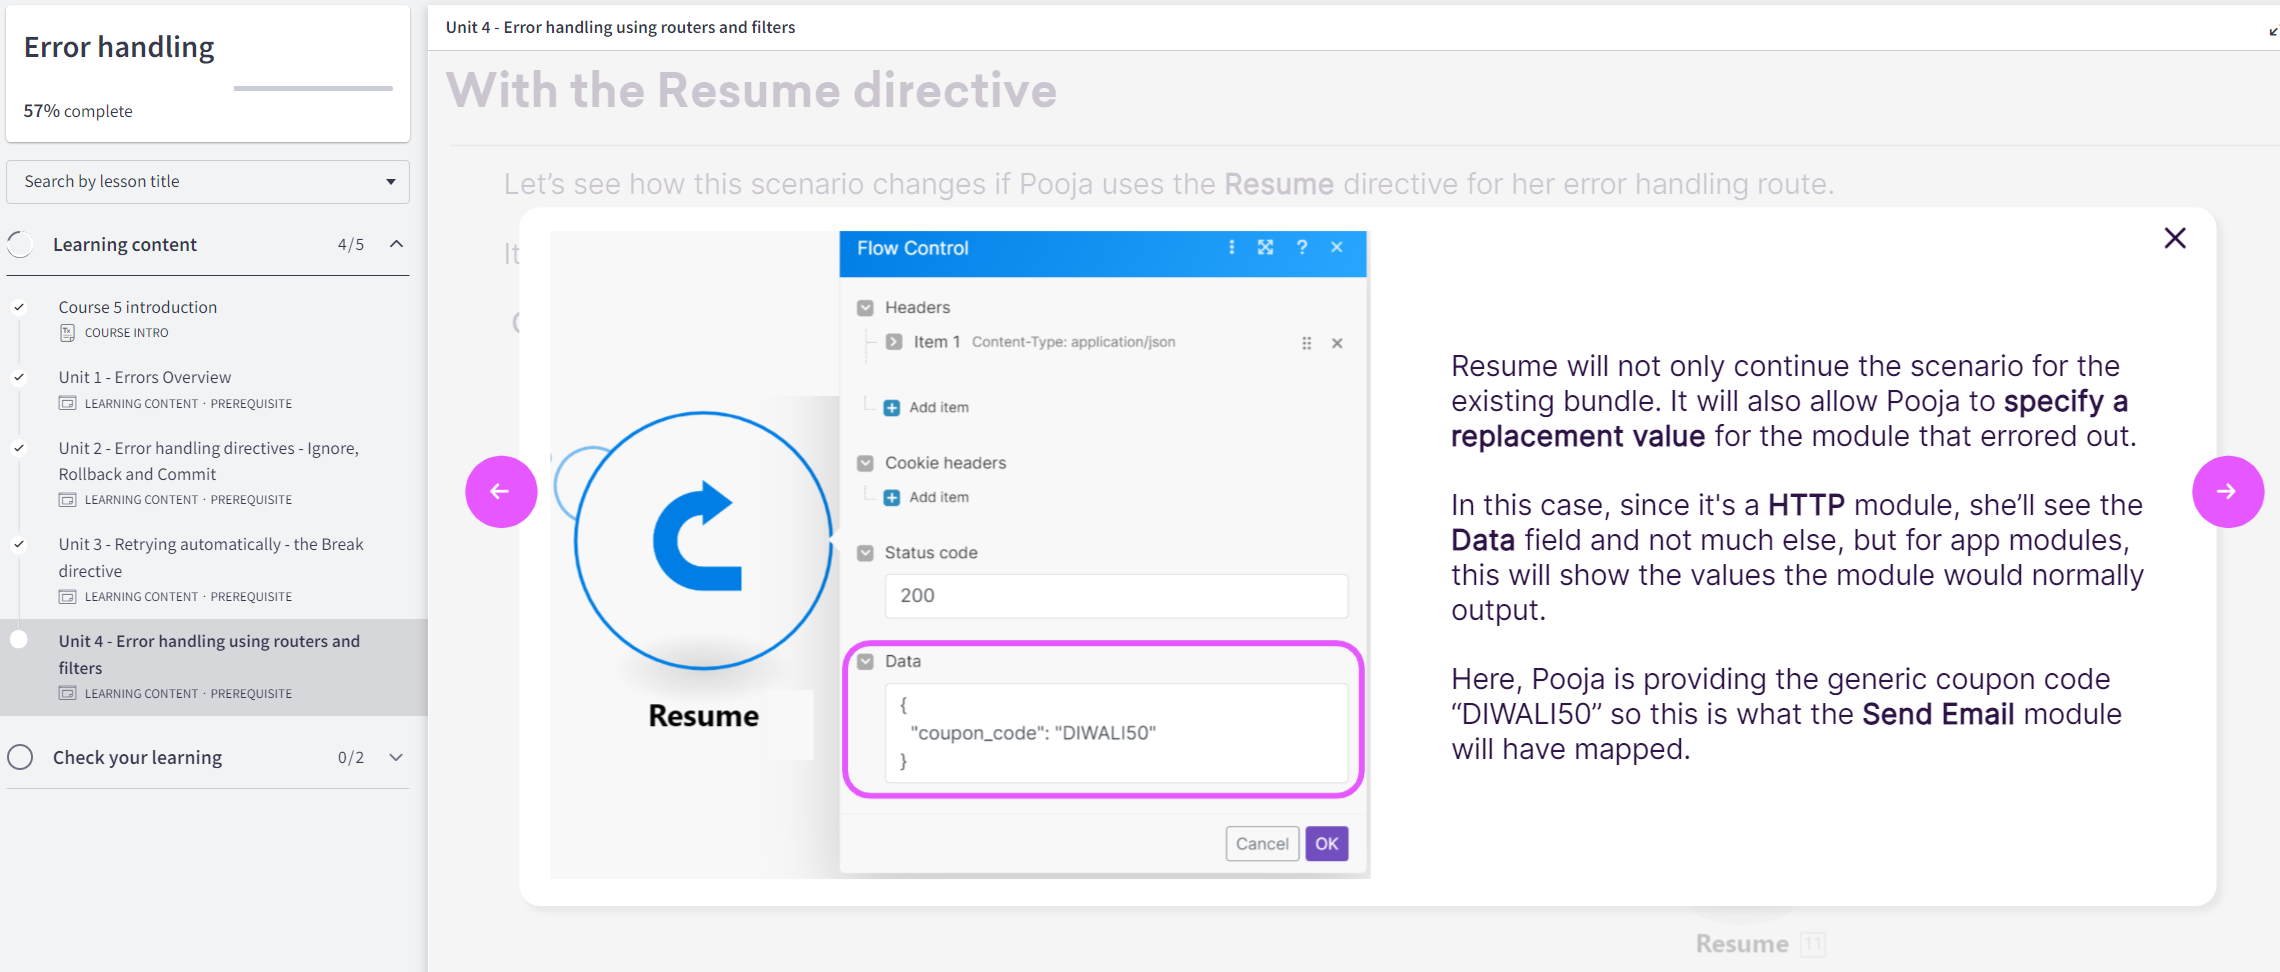 Error handling
57% complete
Search by lesson title
Learning content 4/5
Course 5 introduction
COURSE INTRO
Unit 1 - Errors Overview
LEARNING CONTENT · PREREQUISITE
Unit 2 - Error handling directives - Ignore,
Rollback and Commit
LEARNING CONTENT · PREREQUISITE
Unit 3 - Retrying automatically - the Break
directive
LEARNING CONTENT · PREREQUISITE
Unit 4 - Error handling using routers and
filters
LEARNING CONTENT · PREREQUISITE
Check your learning 0/2
Unit 4 - Error handling using routers and filters
With the Resume directive
Let's see how this scenario changes if Pooja uses the Resume directive for her error handling route.
It
Flow Control
Headers
Item 1 Content-Type: application/json
Add item
Cookie headers
Add item
Status code
200
Data
{
"coupon_code": "DIWALI50"
}
Cancel OK
Resume
Resume will not only continue the scenario for the
existing bundle. It will also allow Pooja to specify a
replacement value for the module that errored out.
In this case, since it's a HTTP module, she'll see the
Data field and not much else, but for app modules,
this will show the values the module would normally
output.
Here, Pooja is providing the generic coupon code
“DIWALI50” so this is what the Send Email module
will have mapped.
Resume 11